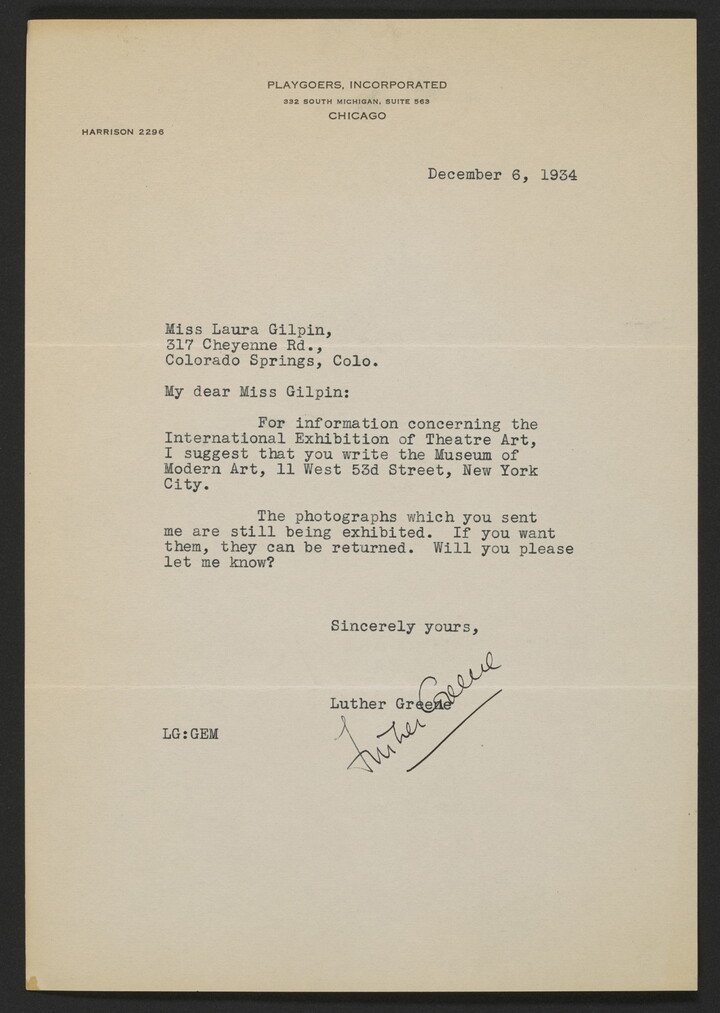 PLAYGOERS, INCORPORATED
332 SOUTH MICHIGAN, SUITE 563
CHICAGO
HARRISON 2296
December 6, 1934
Miss Laura Gilpin,
317 Cheyenne Rd.,
Colorado Springs, Colo.
My dear Miss Gilpin:
For information concerning the
International Exhibition of Theatre Art,
I suggest that you write the Museum of
Modern Art, 11 West 53d Street, New York
City.
The photographs which you sent
me are still being exhibited. If you want
them, they can be returned. Will you please
let me know?
Sincerely yours,
Luther Greene
Luther Greene
LG:GEM